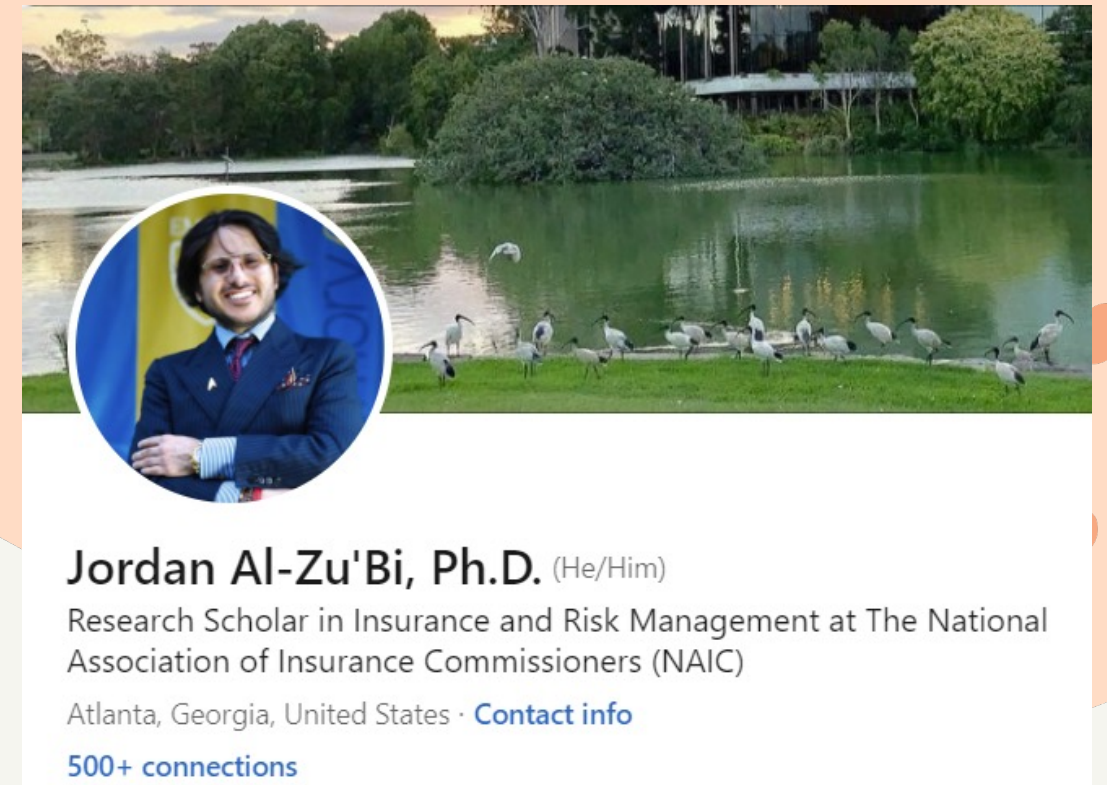 Jordan Al-Zu'Bi, Ph.D. (He/Him)
Research Scholar in Insurance and Risk Management at The National
Association of Insurance Commissioners (NAIC)
Atlanta, Georgia, United States · Contact info
500+ connections